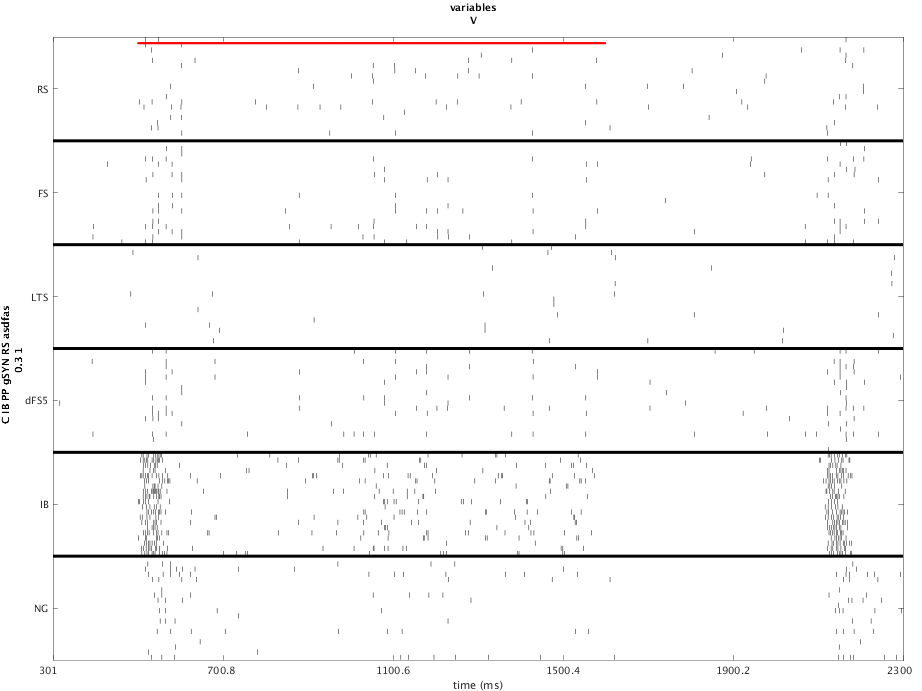 variables
V
RS
FS
LTS
dFS5
IB
NG
C IB PP gSYN RS asdfas
0.3 1
301
700.8
1100.6
1500.4
1900.2
2300
time (ms)